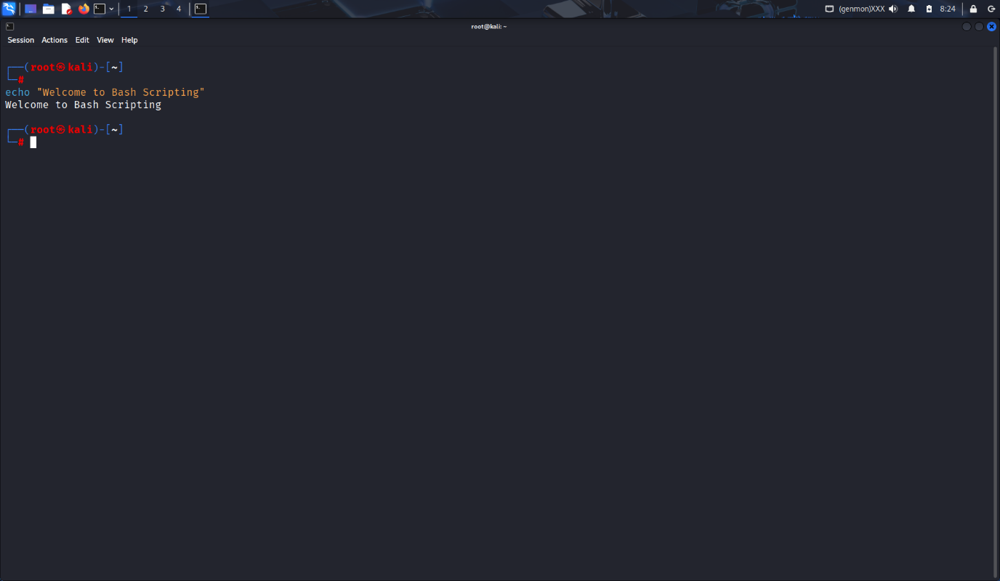 1 2 3 4 (genmon)XXX 8:24
root@kali: ~
Session Actions Edit View Help
┌──(root㉿kali)-[~]
└─#
echo "Welcome to Bash Scripting"
Welcome to Bash Scripting
┌──(root㉿kali)-[~]
└─#